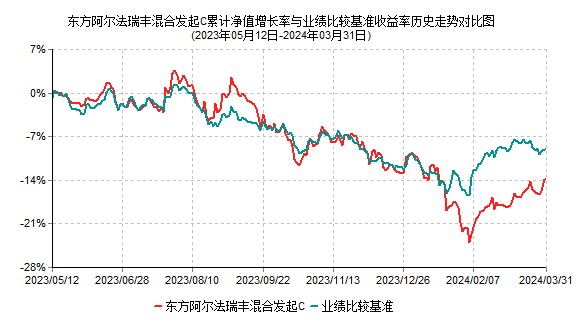 东方阿尔法瑞丰混合发起C累计净值增长率与业绩比较基准收益率历史走势对比图
(2023年05月12日-2024年03月31日)
7%
0%
-7%
-14%
-21%
-28%
2023/05/12 2023/06/28 2023/08/10 2023/09/22 2023/11/13 2023/12/26 2024/02/07 2024/03/31
东方阿尔法瑞丰混合发起C 业绩比较基准